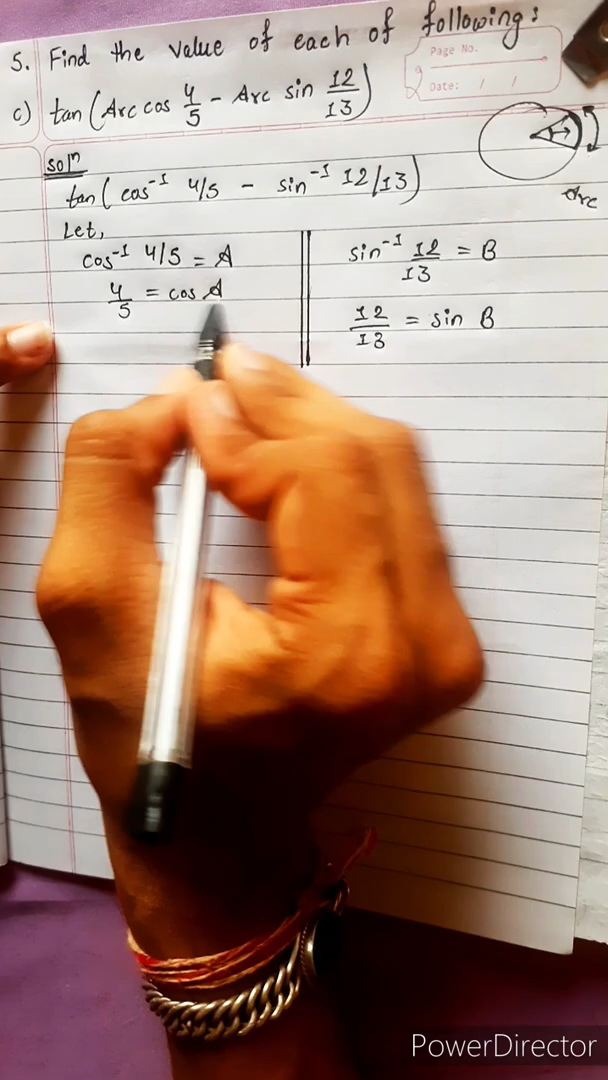 5. Find the value of each of following:
Page No.
Date: / /
c) tan (Arc cos 4/5 - Arc sin 12/13)
Arc
Solⁿ
tan (cos⁻¹ 4/5 - sin⁻¹ 12/13)
Let,
cos⁻¹ 4/5 = A
4/5 = cos A
sin⁻¹ 12/13 = B
12/13 = sin B
PowerDirector